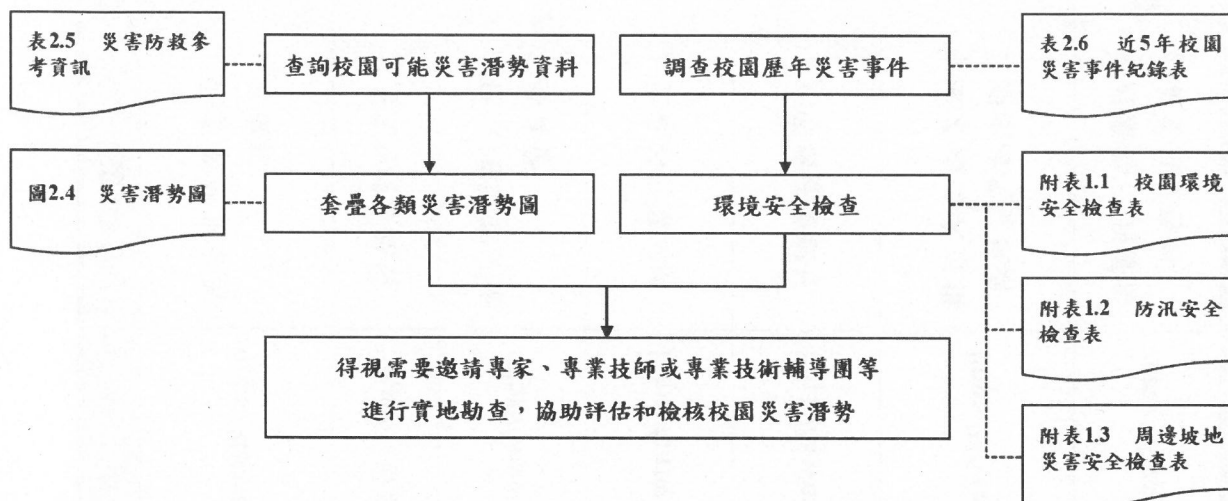 表2.5 災害防救參
考資訊
查詢校園可能災害潛勢資料
調查校園歷年災害事件
表2.6 近5年校園
災害事件紀錄表
圖2.4 災害潛勢圖
套疊各類災害潛勢圖
環境安全檢查
附表1.1 校園環境
安全檢查表
附表1.2 防汛安全
檢查表
得視需要邀請專家、專業技師或專業技術輔導團等
進行實地勘查，協助評估和檢核校園災害潛勢
附表1.3 周邊坡地
災害安全檢查表